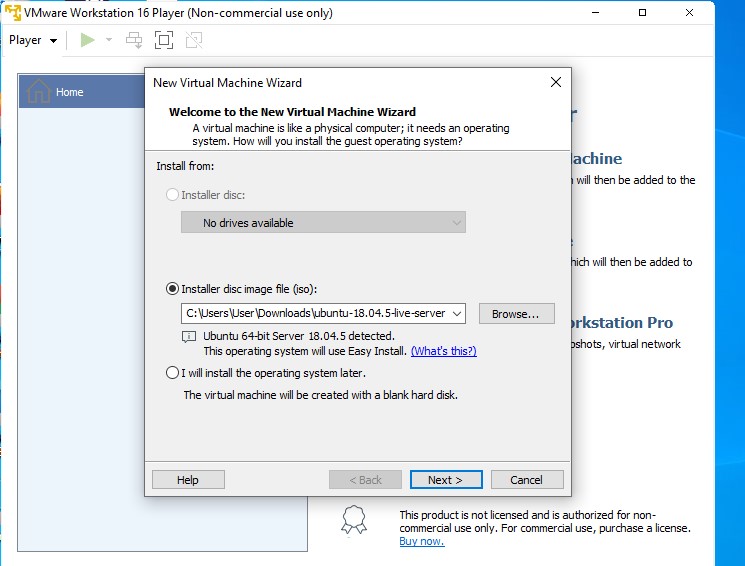 VMware Workstation 16 Player (Non-commercial use only)
Player
Home
New Virtual Machine Wizard
Welcome to the New Virtual Machine Wizard
A virtual machine is like a physical computer; it needs an operating
system. How will you install the guest operating system?
Install from:
Installer disc:
No drives available
Installer disc image file (iso):
C:\Users\User\Downloads\ubuntu-18.04.5-live-server
Browse...
Ubuntu 64-bit Server 18.04.5 detected.
This operating system will use Easy Install. (What's this?)
I will install the operating system later.
The virtual machine will be created with a blank hard disk.
Help
< Back
Next >
Cancel
achine
will then be added to the
hich will then be added to
orkstation Pro
pshots, virtual network
This product is not licensed and is authorized for non-
commercial use only. For commercial use, purchase a license.
Buy now.